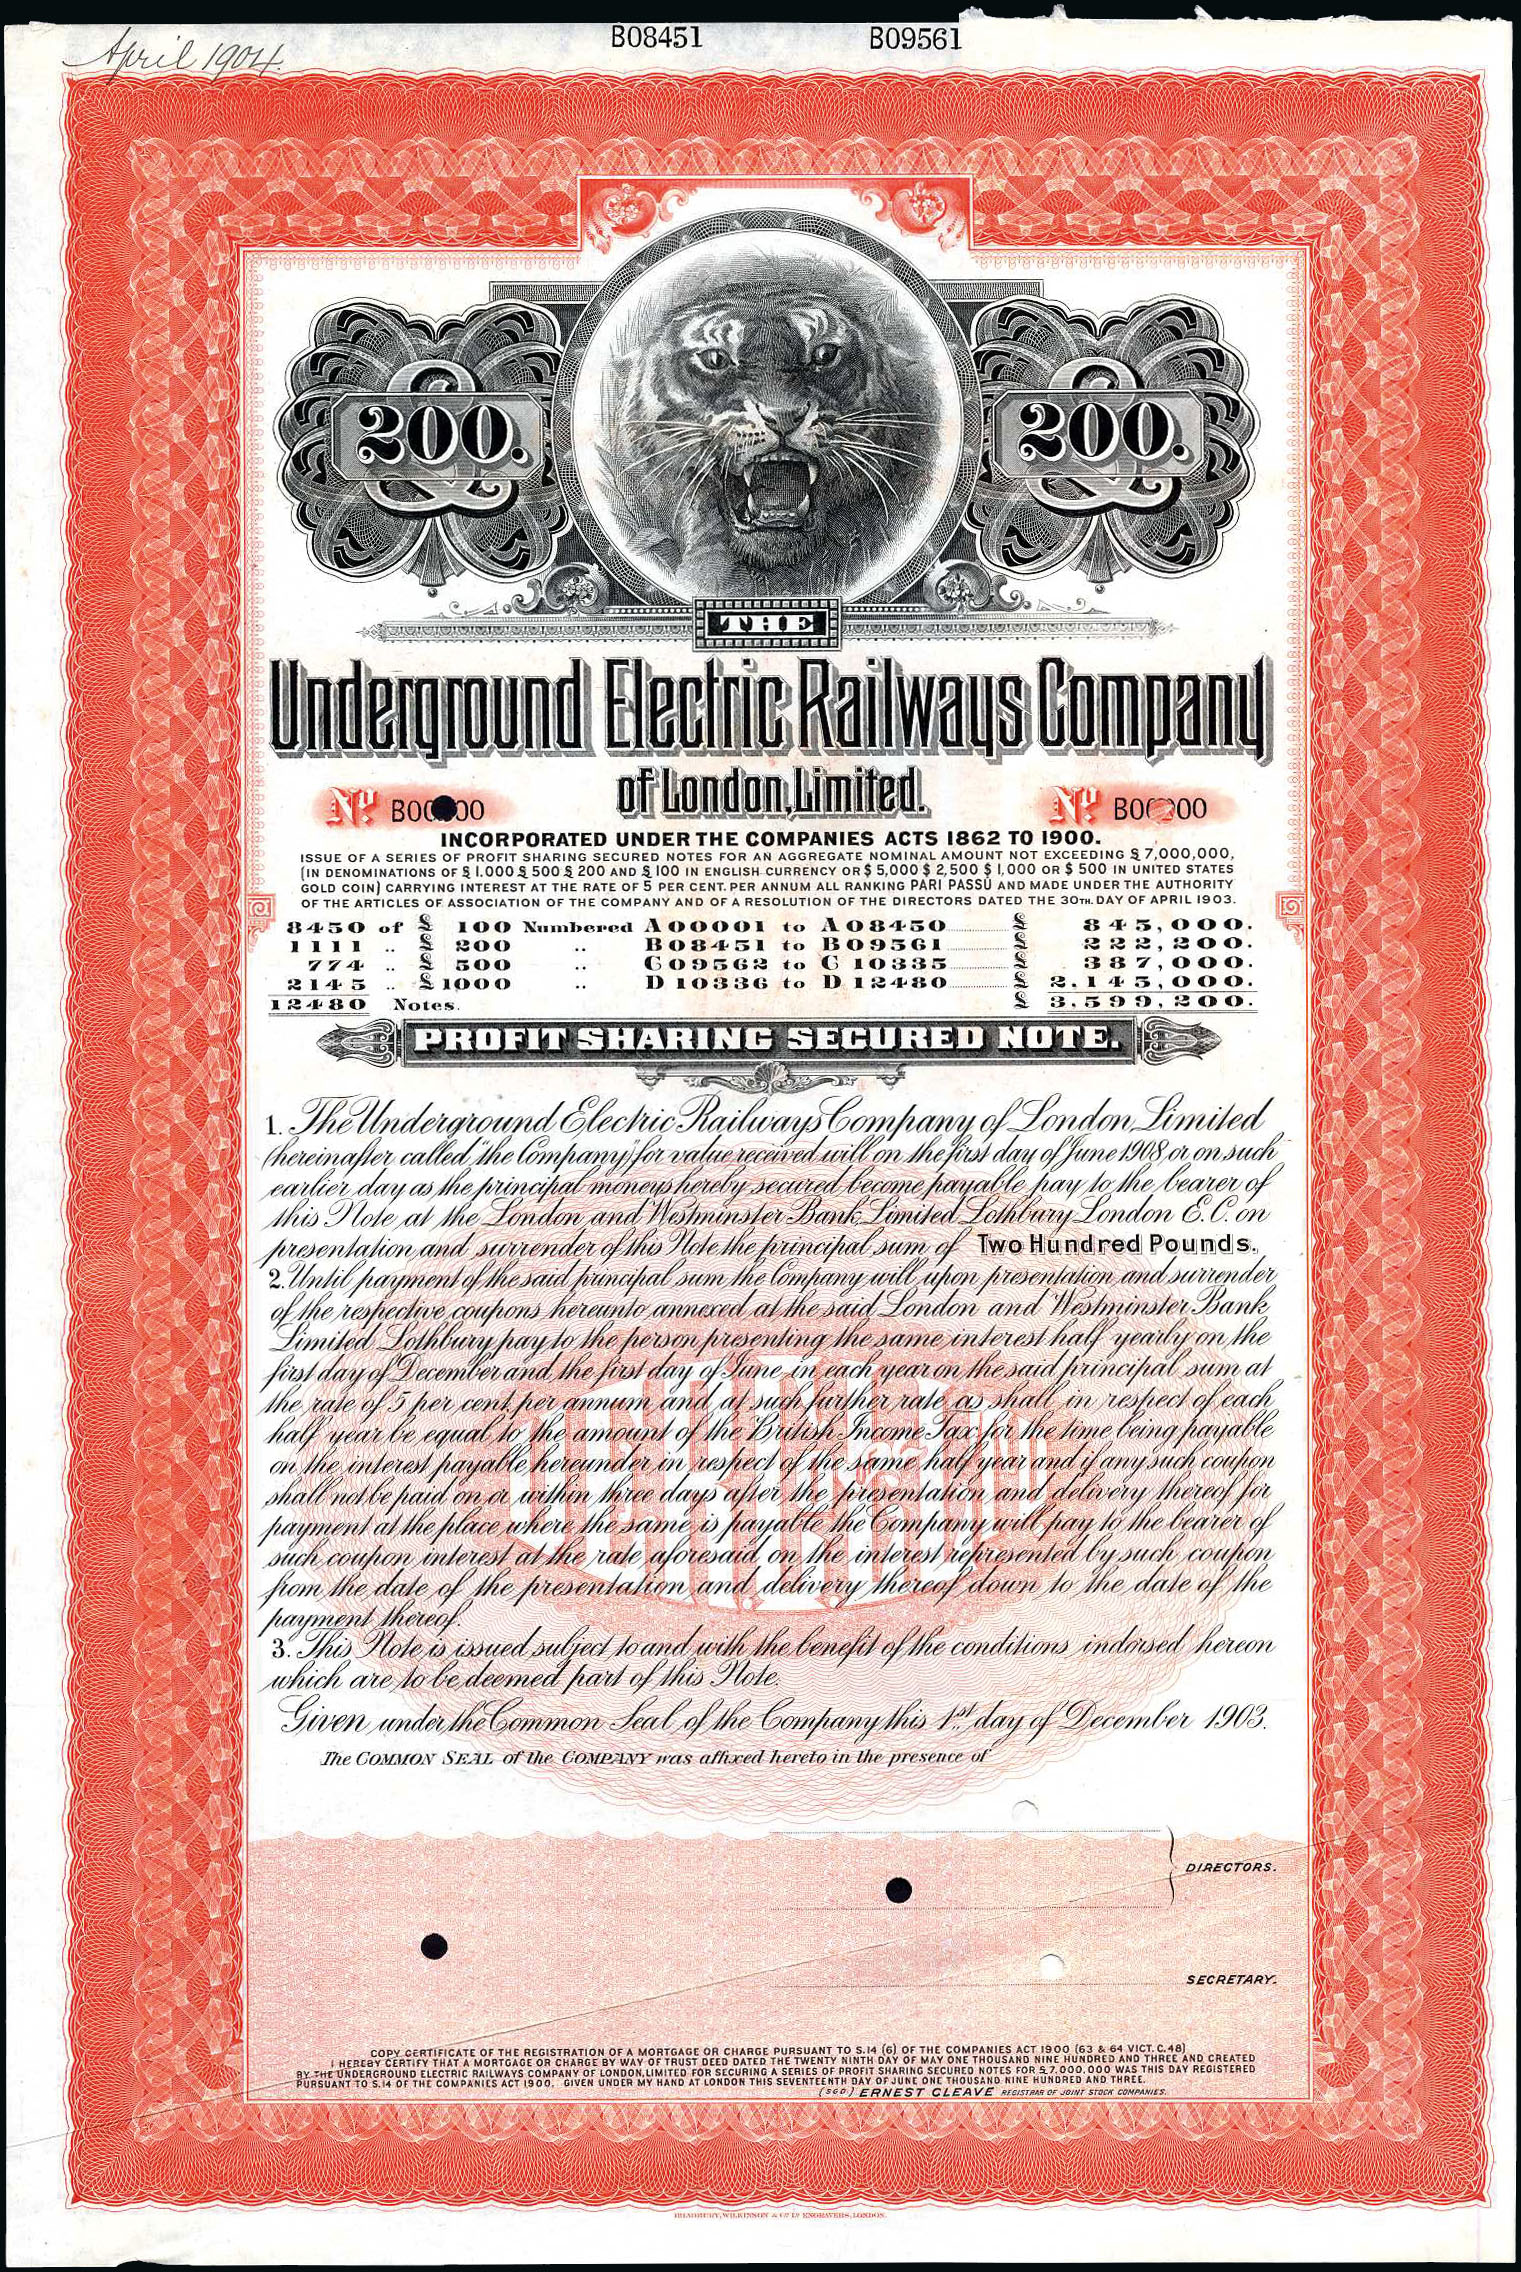 April 1904.
B08451 B09561
£ 200. £ 200.
THE
Underground Electric Railways Company
of London, Limited.
No. B00 00 No. B00 00
INCORPORATED UNDER THE COMPANIES ACTS 1862 TO 1900.
ISSUE OF A SERIES OF PROFIT SHARING SECURED NOTES FOR AN AGGREGATE NOMINAL AMOUNT NOT EXCEEDING £7,000,000,
(IN DENOMINATIONS OF £1,000 £500 £200 AND £100 IN ENGLISH CURRENCY OR $5,000 $2,500 $1,000 OR $500 IN UNITED STATES
GOLD COIN) CARRYING INTEREST AT THE RATE OF 5 PER CENT. PER ANNUM ALL RANKING PARI PASSÛ AND MADE UNDER THE AUTHORITY
OF THE ARTICLES OF ASSOCIATION OF THE COMPANY AND OF A RESOLUTION OF THE DIRECTORS DATED THE 30TH. DAY OF APRIL 1903.
8450 of £ 100 Numbered A00001 to A08450 £ 845,000.
1111 .. £ 200 .. B08451 to B09561 £ 222,200.
774 .. £ 500 .. C09562 to C10335 £ 387,000.
2145 .. £1000 .. D10336 to D12480 £ 2.145,000.
12480 Notes. £ 3.599,200.
PROFIT SHARING SECURED NOTE.
1. The Underground Electric Railways Company of London, Limited
(hereinafter called "the Company") for value received will on the first day of June 1908 or on such
earlier day as the principal moneys hereby secured become payable pay to the bearer of
this Note at the London and Westminster Bank, Limited Lothbury London E.C. on
presentation and surrender of this Note the principal sum of Two Hundred Pounds.
2. Until payment of the said principal sum the Company will upon presentation and surrender
of the respective coupons hereunto annexed at the said London and Westminster Bank
Limited Lothbury pay to the person presenting the same interest half yearly on the
first day of December and the first day of June in each year on the said principal sum at
the rate of 5 per cent. per annum and at such further rate as shall in respect of each
half year be equal to the amount of the British Income Tax for the time being payable
on the interest payable hereunder in respect of the same half year and if any such coupon
shall not be paid on or within three days after the presentation and delivery thereof for
payment at the place where the same is payable the Company will pay to the bearer of
such coupon interest at the rate aforesaid on the interest represented by such coupon
from the date of the presentation and delivery thereof down to the date of the
payment thereof.
3. This Note is issued subject to and with the benefit of the conditions indorsed hereon
which are to be deemed part of this Note.
Given under the Common Seal of the Company this 1st. day of December 1903.
The COMMON SEAL of the COMPANY was affixed hereto in the presence of
DIRECTORS.
SECRETARY.
COPY CERTIFICATE OF THE REGISTRATION OF A MORTGAGE OR CHARGE PURSUANT TO S.14 (6) OF THE COMPANIES ACT 1900 (63 & 64 VICT. C.48)
I HEREBY CERTIFY THAT A MORTGAGE OR CHARGE BY WAY OF TRUST DEED DATED THE TWENTY NINTH DAY OF MAY ONE THOUSAND NINE HUNDRED AND THREE AND CREATED
BY THE UNDERGROUND ELECTRIC RAILWAYS COMPANY OF LONDON, LIMITED FOR SECURING A SERIES OF PROFIT SHARING SECURED NOTES FOR £7,000,000 WAS THIS DAY REGISTERED
PURSUANT TO S.14 OF THE COMPANIES ACT 1900. GIVEN UNDER MY HAND AT LONDON THIS SEVENTEENTH DAY OF JUNE ONE THOUSAND NINE HUNDRED AND THREE.
(SGD) ERNEST CLEAVE REGISTRAR OF JOINT STOCK COMPANIES.
BRADBURY, WILKINSON & Co. Ld. ENGRAVERS, LONDON.